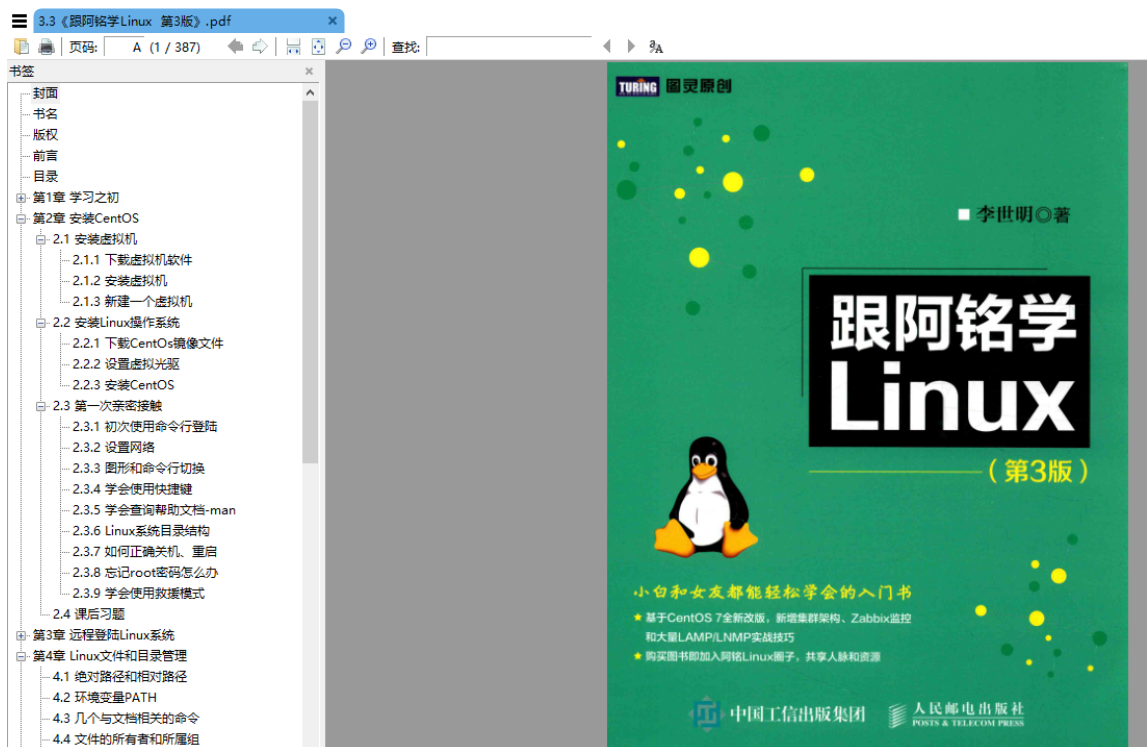 3.3《跟阿铭学Linux 第3版》.pdf
页码: A (1 / 387) 查找:
书签
封面
书名
版权
前言
目录
第1章 学习之初
第2章 安装CentOS
2.1 安装虚拟机
2.1.1 下载虚拟机软件
2.1.2 安装虚拟机
2.1.3 新建一个虚拟机
2.2 安装Linux操作系统
2.2.1 下载CentOs镜像文件
2.2.2 设置虚拟光驱
2.2.3 安装CentOS
2.3 第一次亲密接触
2.3.1 初次使用命令行登陆
2.3.2 设置网络
2.3.3 图形和命令行切换
2.3.4 学会使用快捷键
2.3.5 学会查询帮助文档-man
2.3.6 Linux系统目录结构
2.3.7 如何正确关机、重启
2.3.8 忘记root密码怎么办
2.3.9 学会使用救援模式
2.4 课后习题
第3章 远程登陆Linux系统
第4章 Linux文件和目录管理
4.1 绝对路径和相对路径
4.2 环境变量PATH
4.3 几个与文档相关的命令
4.4 文件的所有者和所属组
TURING 图灵原创
李世明◎著
跟阿铭学
Linux
（第3版）
小白和女友都能轻松学会的入门书
★ 基于CentOS 7全新改版，新增集群架构、Zabbix监控
和大量LAMP/LNMP实战技巧
★ 购买图书即加入阿铭Linux圈子，共享人脉和资源
中国工信出版集团 人民邮电出版社
POSTS & TELECOM PRESS